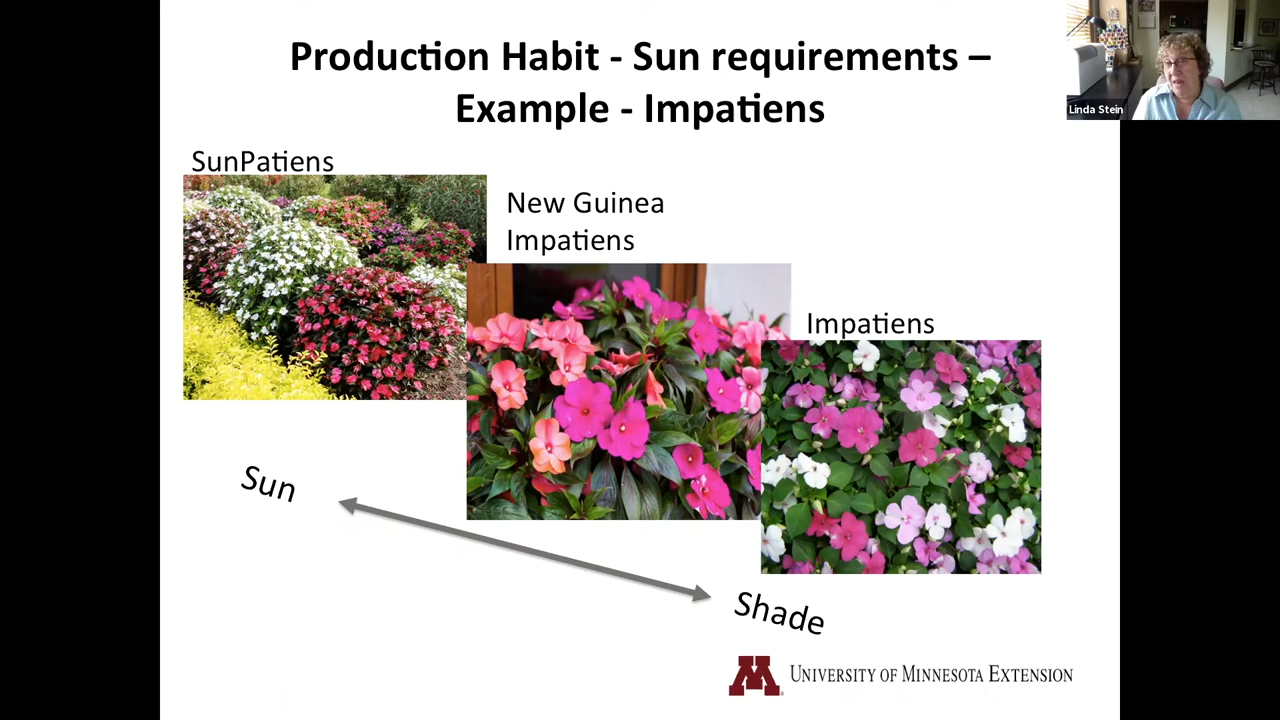 Production Habit - Sun requirements –
Example - Impatiens
Linda Stein
SunPatiens
New Guinea
Impatiens
Impatiens
Sun
Shade
M
UNIVERSITY OF MINNESOTA EXTENSION